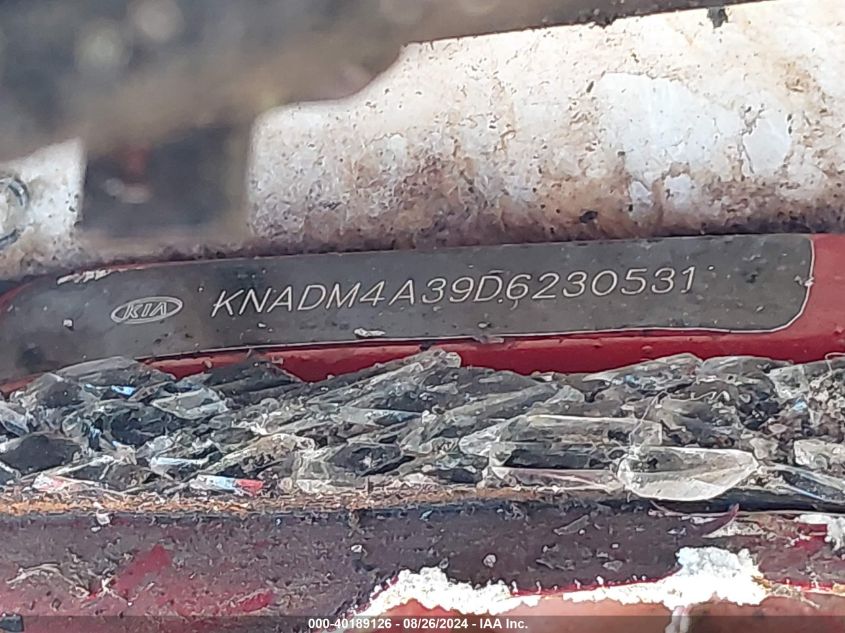 KIA KNADM4A39D6230531
000-40189126 - 08/26/2024 - IAA Inc.